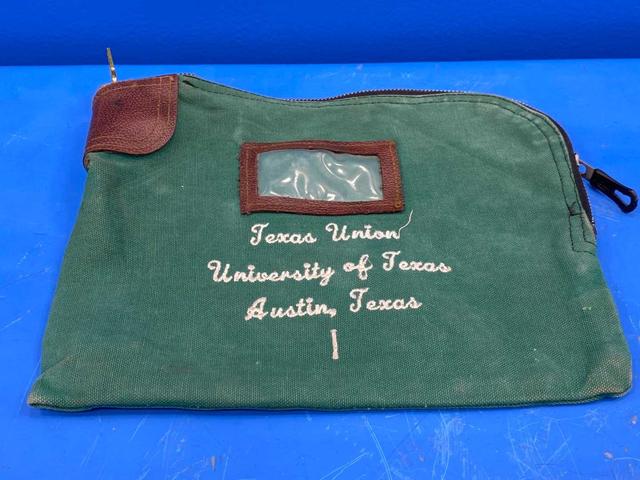 Texas Union
University of Texas
Austin, Texas
1